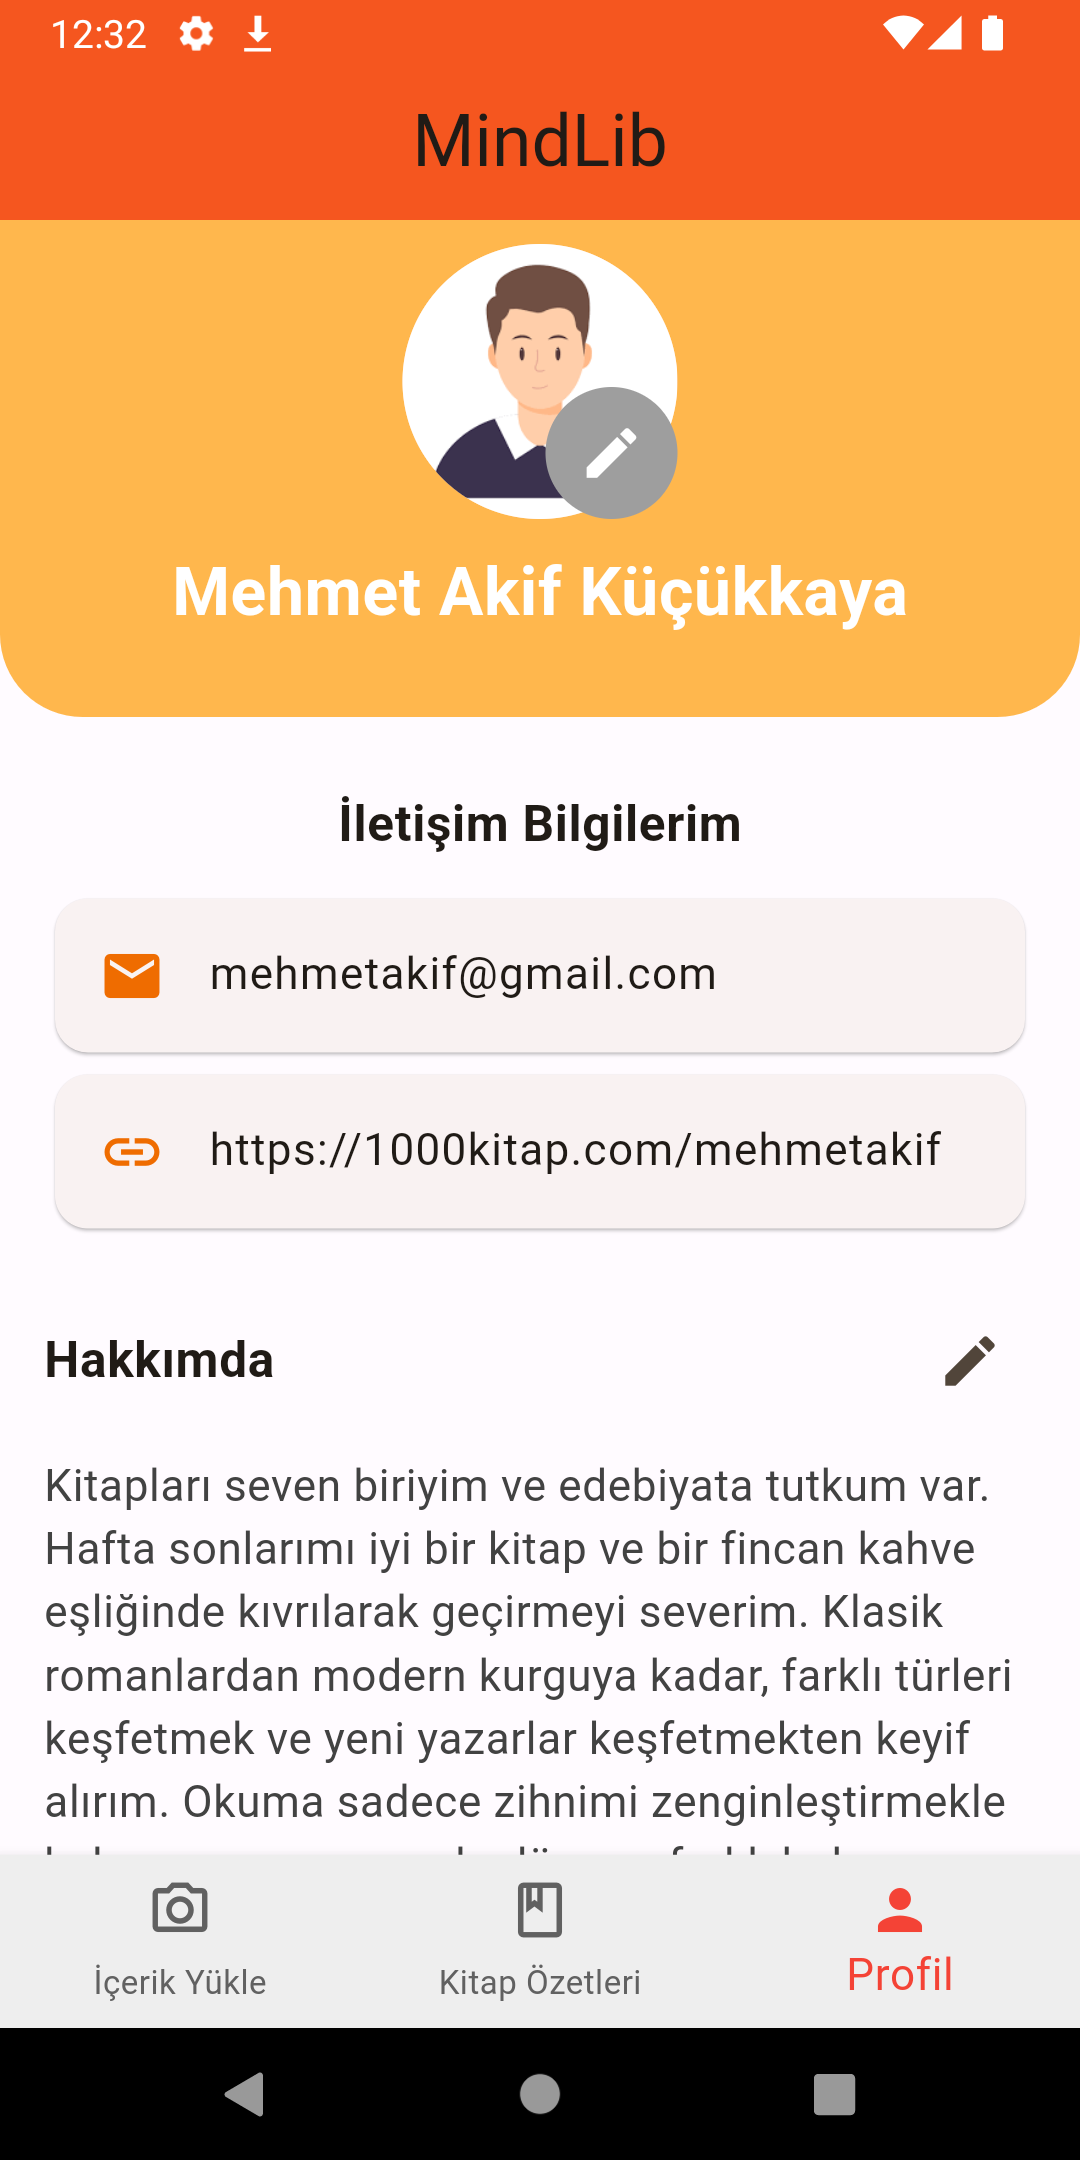 12:32
MindLib
Mehmet Akif Küçükkaya
İletişim Bilgilerim
mehmetakif@gmail.com
https://1000kitap.com/mehmetakif
Hakkımda
Kitapları seven biriyim ve edebiyata tutkum var.
Hafta sonlarımı iyi bir kitap ve bir fincan kahve
eşliğinde kıvrılarak geçirmeyi severim. Klasik
romanlardan modern kurguya kadar, farklı türleri
keşfetmek ve yeni yazarlar keşfetmekten keyif
alırım. Okuma sadece zihnimi zenginleştirmekle
İçerik Yükle
Kitap Özetleri
Profil